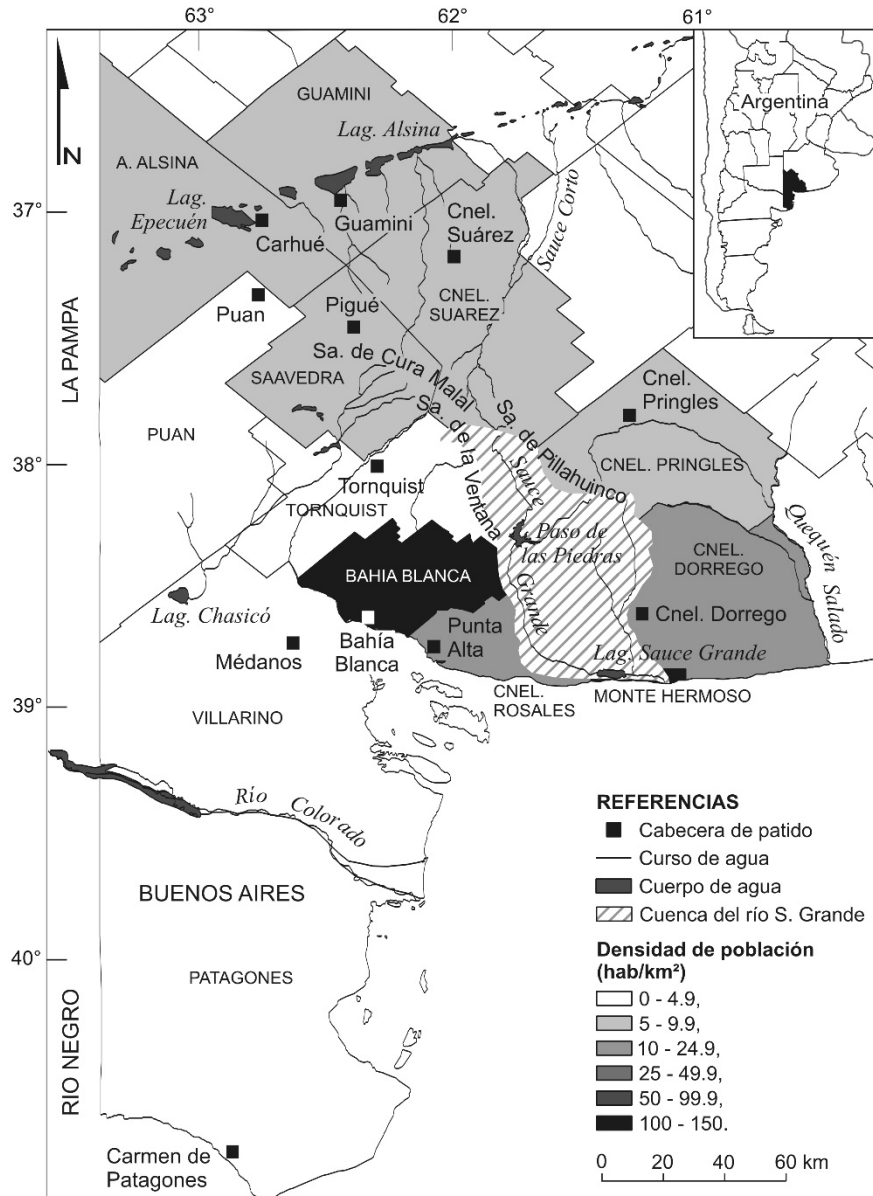 63°
62°
61°
N
GUAMINI
Lag. Alsina
Argentina
A. ALSINA
Lag.
Epecuén
37°
Carhué
Guamini
Cnel.
Suárez
Sauce Corto
Puan
Pigué
CNEL.
SUAREZ
LA PAMPA
Sa. de Cura Malal
SAAVEDRA
Cnel.
Pringles
PUAN
Sa. de la Ventana
Sa. de Pillahuinco
38°
CNEL. PRINGLES
Tornquist
TORNQUIST
Sauce
Grande
Paso de
las Piedras
Quequén Salado
CNEL.
DORREGO
BAHIA BLANCA
Lag. Chasicó
Cnel. Dorrego
Bahía
Blanca
Punta
Alta
Médanos
Lag. Sauce Grande
39°
CNEL.
ROSALES
MONTE HERMOSO
VILLARINO
Río Colorado
BUENOS AIRES
40°
PATAGONES
RIO NEGRO
Carmen de
Patagones
REFERENCIAS
Cabecera de patido
Curso de agua
Cuerpo de agua
Cuenca del río S. Grande
Densidad de población
(hab/km²)
0 - 4.9,
5 - 9.9,
10 - 24.9,
25 - 49.9,
50 - 99.9,
100 - 150.
0 20 40 60 km